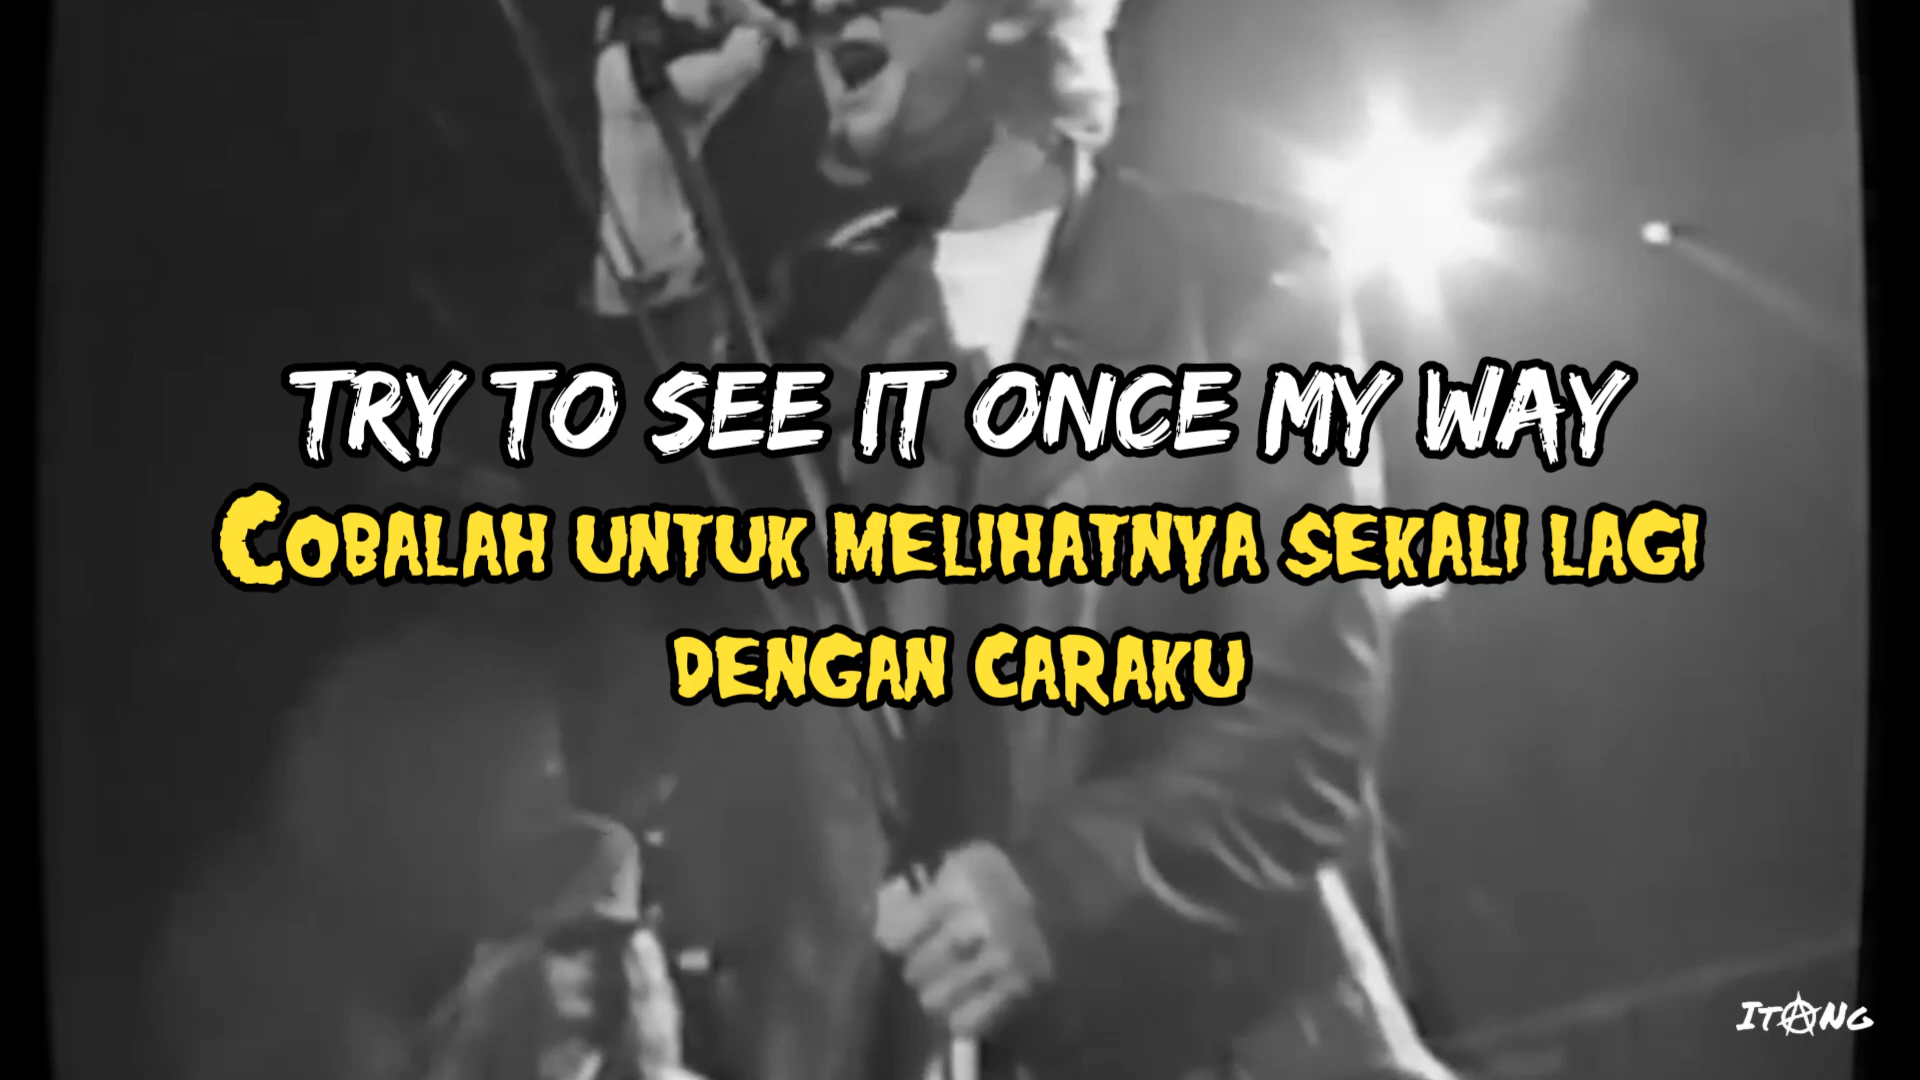 TRY TO SEE IT ONCE MY WAY
COBALAH UNTUK MELIHATNYA SEKALI LAGI
DENGAN CARAKU
ITANG